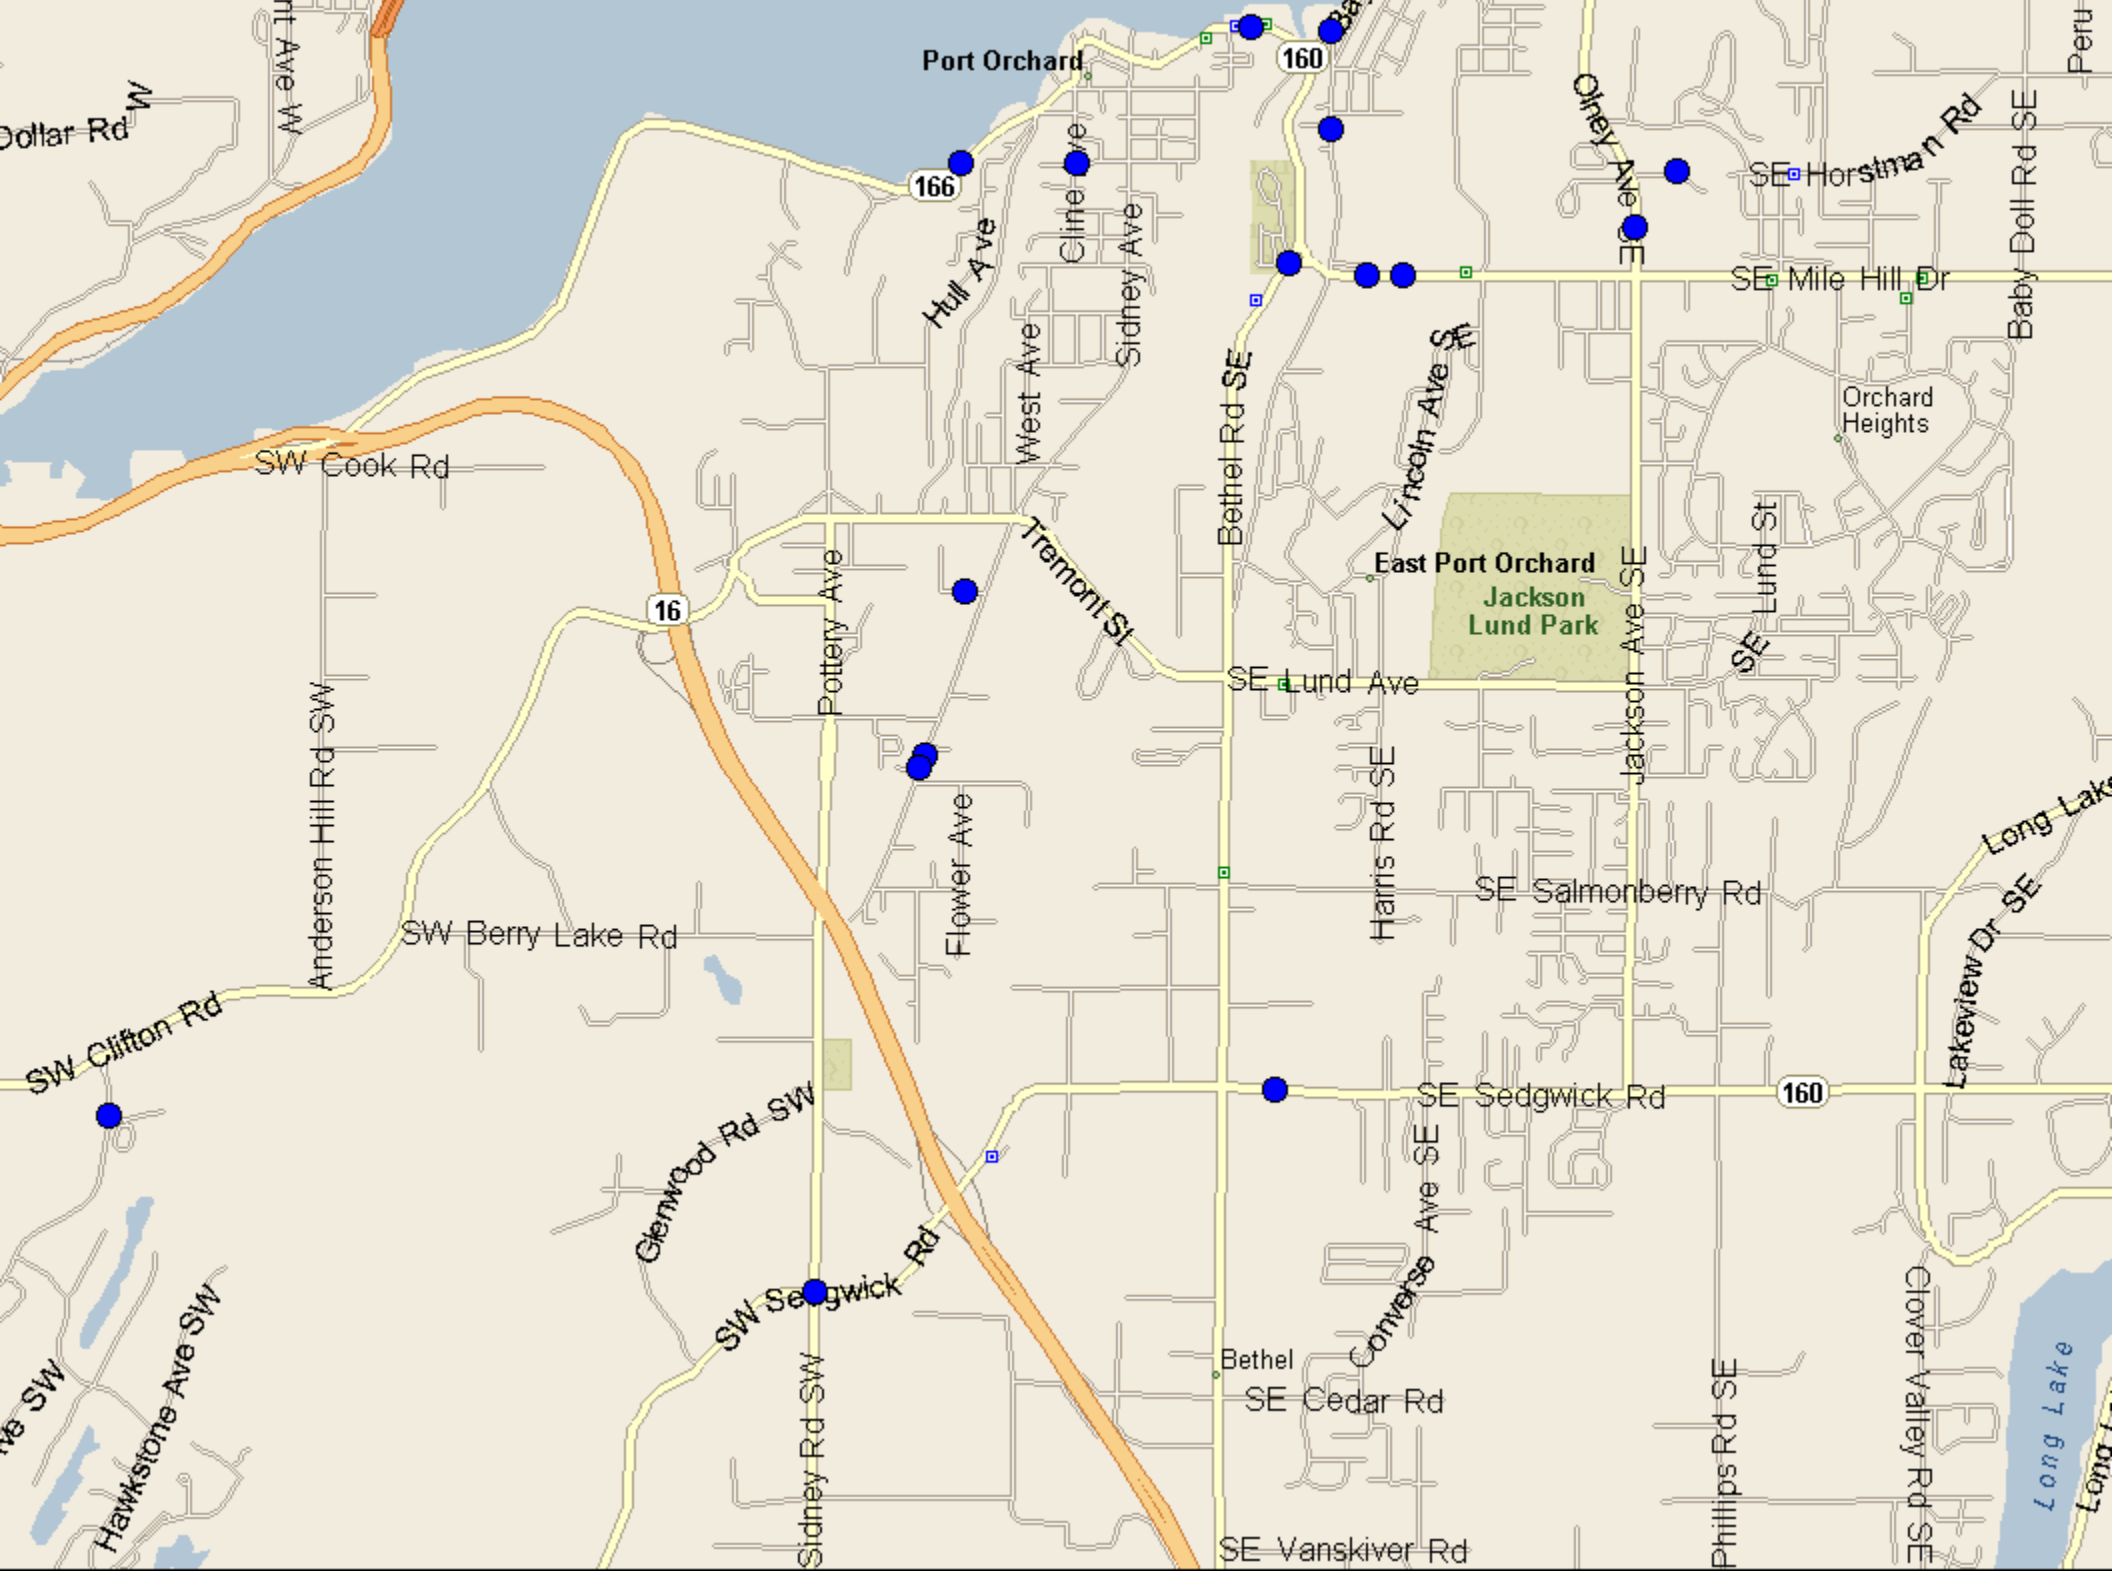 Port Orchard
160
Dollar Rd W
Olney Ave SE
SE Horstman Rd
Baby Doll Rd SE
Peru
166
Cline Ave
Hull Ave
Sidney Ave
SE Mile Hill Dr
West Ave
Bethel Rd SE
Lincoln Ave SE
Orchard
Heights
SW Cook Rd
Tremont St
East Port Orchard
Jackson
Lund Park
16
Pottery Ave
SE Lund St
SE Lund Ave
Jackson Ave SE
Anderson Hill Rd SW
Harris Rd SE
Flower Ave
Long Lake
SE Salmonberry Rd
SW Berry Lake Rd
Lakeview Dr SE
SW Clifton Rd
SE Sedgwick Rd
160
Glenwood Rd SW
SW Sedgwick Rd
Converse Ave SE
Hawkstone Ave SW
Bethel
SE Cedar Rd
Sidney Rd SW
Phillips Rd SE
Clover Valley Rd SE
Long Lake
SE Vanskiver Rd